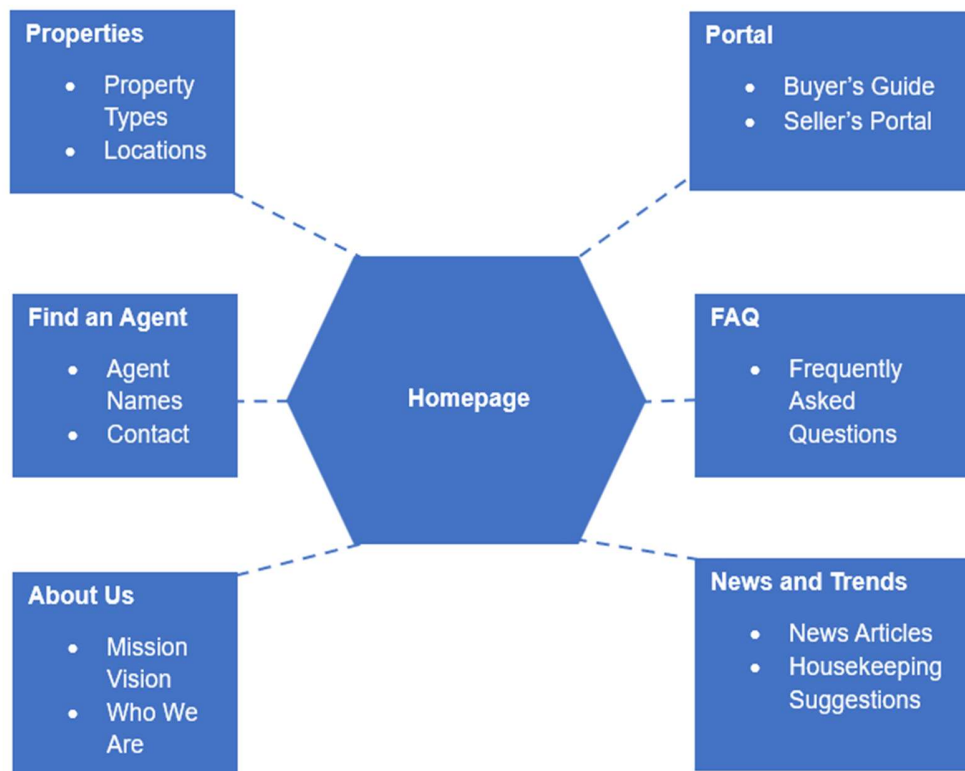 Properties
• Property
Types
• Locations
Portal
• Buyer’s Guide
• Seller’s Portal
Find an Agent
• Agent
Names
• Contact
Homepage
FAQ
• Frequently
Asked
Questions
About Us
• Mission
Vision
• Who We
Are
News and Trends
• News Articles
• Housekeeping
Suggestions